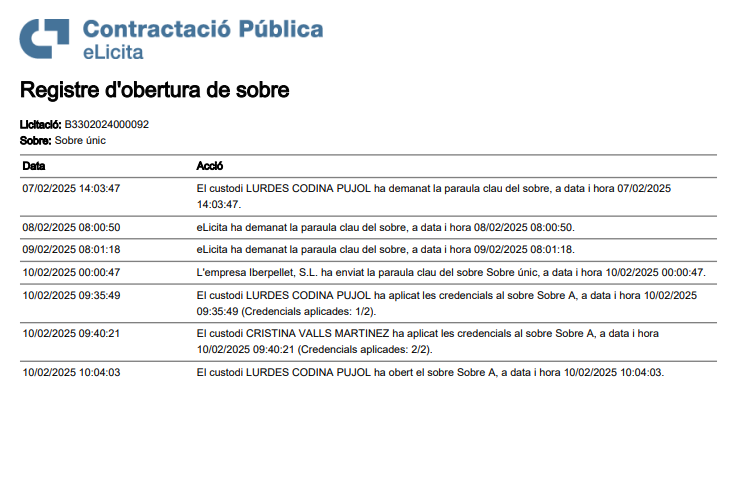 Contractació Pública
eLicita
Registre d'obertura de sobre
Licitació: B3302024000092
Sobre: Sobre únic
Data Acció
07/02/2025 14:03:47 El custodi LURDES CODINA PUJOL ha demanat la paraula clau del sobre, a data i hora 07/02/2025
14:03:47.
08/02/2025 08:00:50 eLicita ha demanat la paraula clau del sobre, a data i hora 08/02/2025 08:00:50.
09/02/2025 08:01:18 eLicita ha demanat la paraula clau del sobre, a data i hora 09/02/2025 08:01:18.
10/02/2025 00:00:47 L'empresa Iberpellet, S.L. ha enviat la paraula clau del sobre Sobre únic, a data i hora 10/02/2025 00:00:47.
10/02/2025 09:35:49 El custodi LURDES CODINA PUJOL ha aplicat les credencials al sobre Sobre A, a data i hora 10/02/2025
09:35:49 (Credencials aplicades: 1/2).
10/02/2025 09:40:21 El custodi CRISTINA VALLS MARTINEZ ha aplicat les credencials al sobre Sobre A, a data i hora
10/02/2025 09:40:21 (Credencials aplicades: 2/2).
10/02/2025 10:04:03 El custodi LURDES CODINA PUJOL ha obert el sobre Sobre A, a data i hora 10/02/2025 10:04:03.